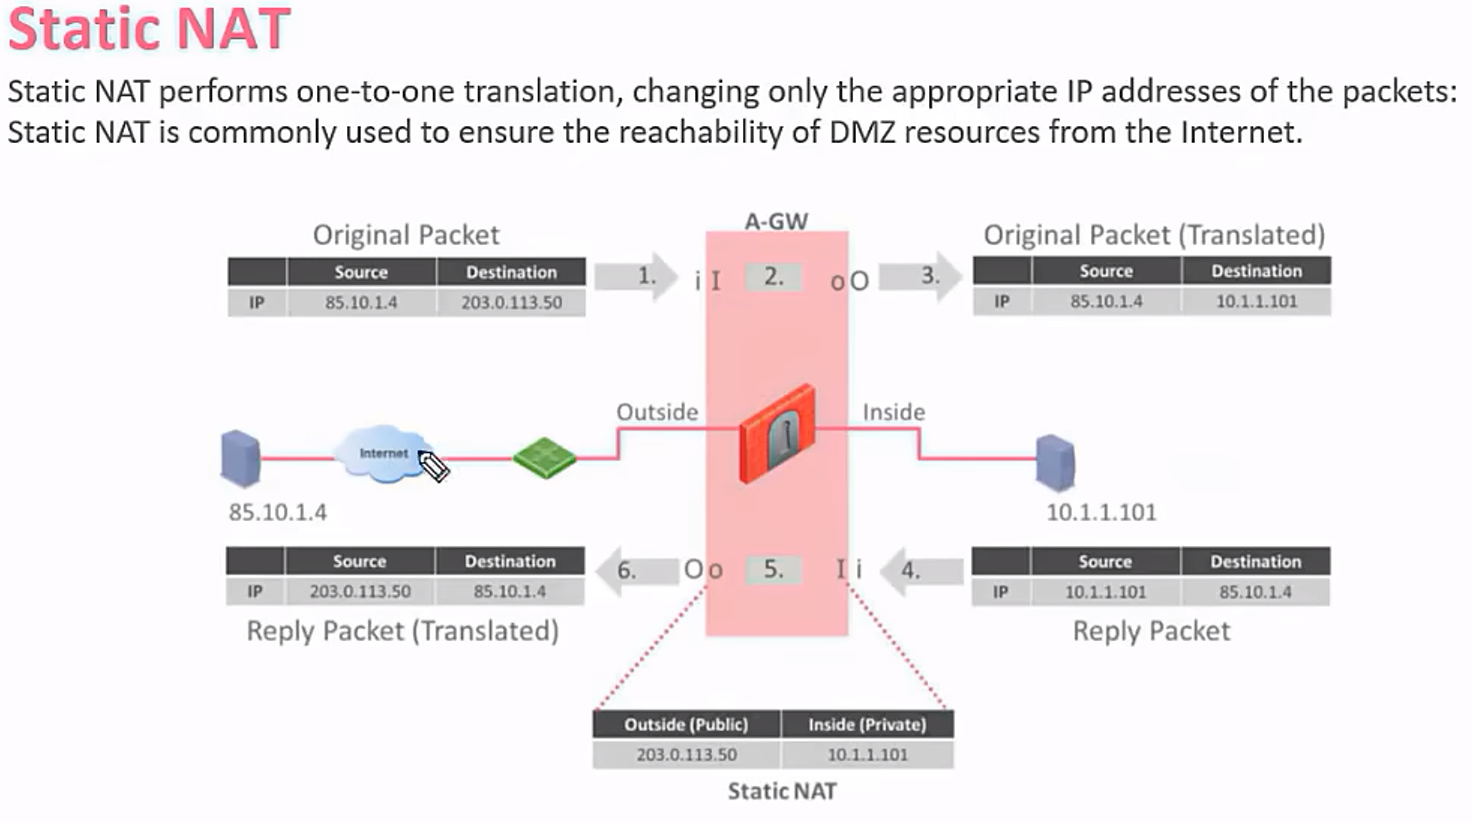 Static NAT
Static NAT performs one-to-one translation, changing only the appropriate IP addresses of the packets:
Static NAT is commonly used to ensure the reachability of DMZ resources from the Internet.
A-GW
Original Packet
Original Packet (Translated)
Source Destination
IP 85.10.1.4 203.0.113.50
1. i I 2. o O 3.
Source Destination
IP 85.10.1.4 10.1.1.101
Outside
Inside
Internet
85.10.1.4
10.1.1.101
Source Destination
IP 203.0.113.50 85.10.1.4
6. O o 5. I i 4.
Source Destination
IP 10.1.1.101 85.10.1.4
Reply Packet (Translated)
Reply Packet
Outside (Public) Inside (Private)
203.0.113.50 10.1.1.101
Static NAT